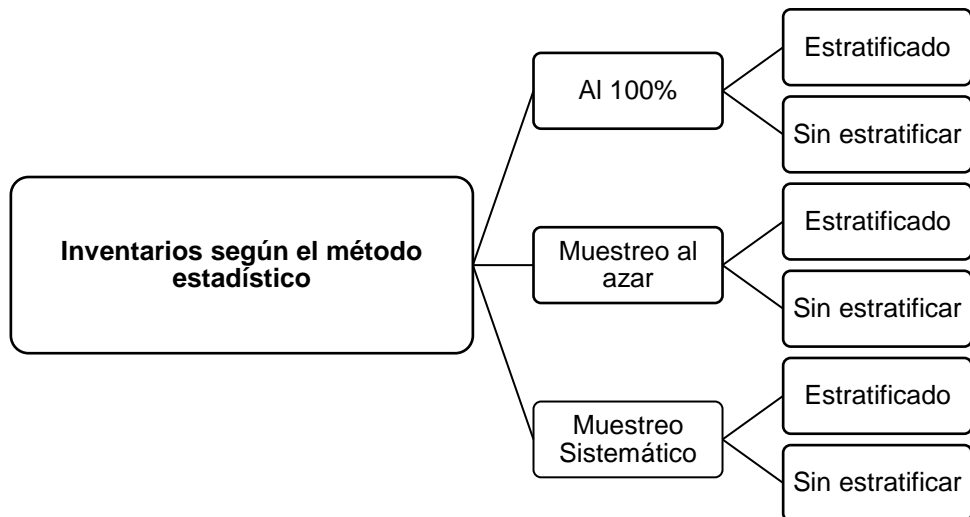 Inventarios según el método
estadístico
Al 100%
Estratificado
Sin estratificar
Muestreo al
azar
Estratificado
Sin estratificar
Muestreo
Sistemático
Estratificado
Sin estratificar